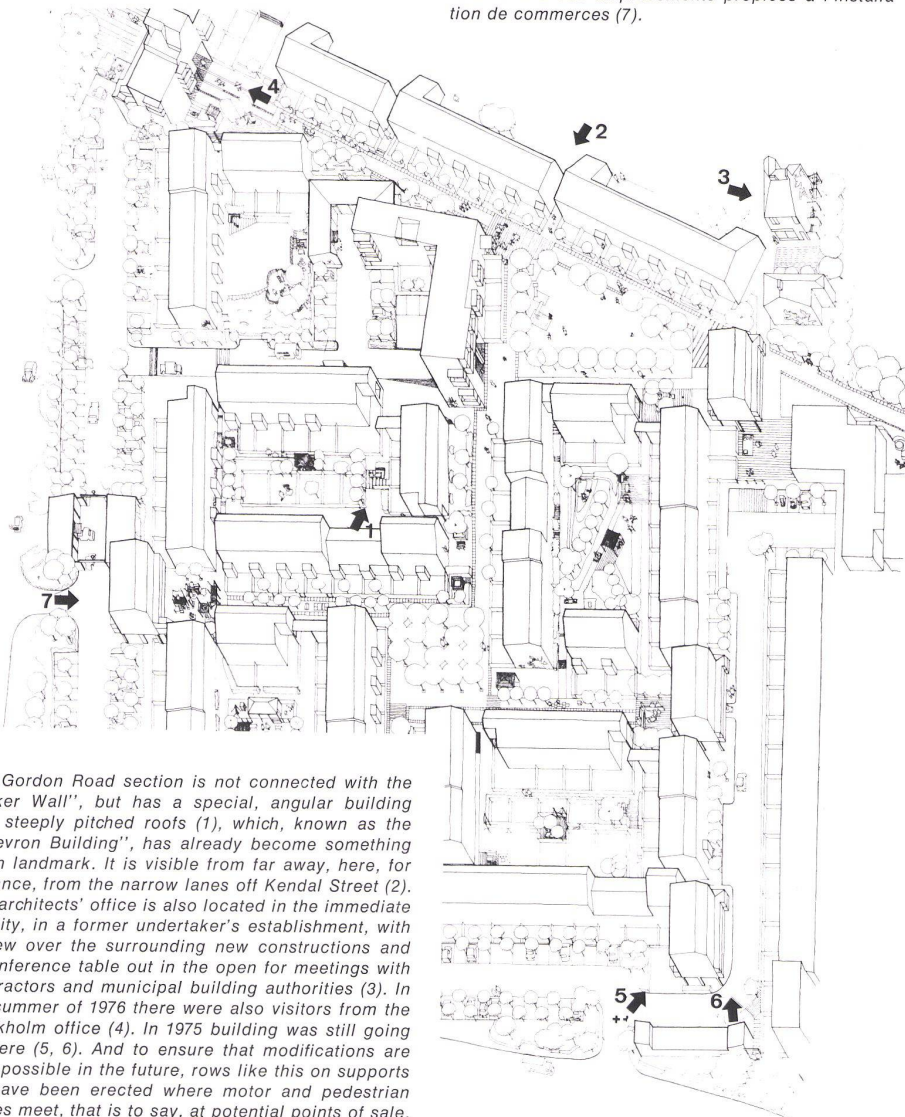 propices à l'installa-
tion de commerces (7).
4
2
3
1
7
5
6
Gordon Road section is not connected with the
ker Wall'', but has a special, angular building
steeply pitched roofs (1), which, known as the
evron Building'', has already become something
n landmark. It is visible from far away, here, for
ance, from the narrow lanes off Kendal Street (2).
architects' office is also located in the immediate
ity, in a former undertaker's establishment, with
ew over the surrounding new constructions and
nference table out in the open for meetings with
ractors and municipal building authorities (3). In
summer of 1976 there were also visitors from the
kholm office (4). In 1975 building was still going
ere (5, 6). And to ensure that modifications are
possible in the future, rows like this on supports
ave been erected where motor and pedestrian
es meet, that is to say, at potential points of sale.